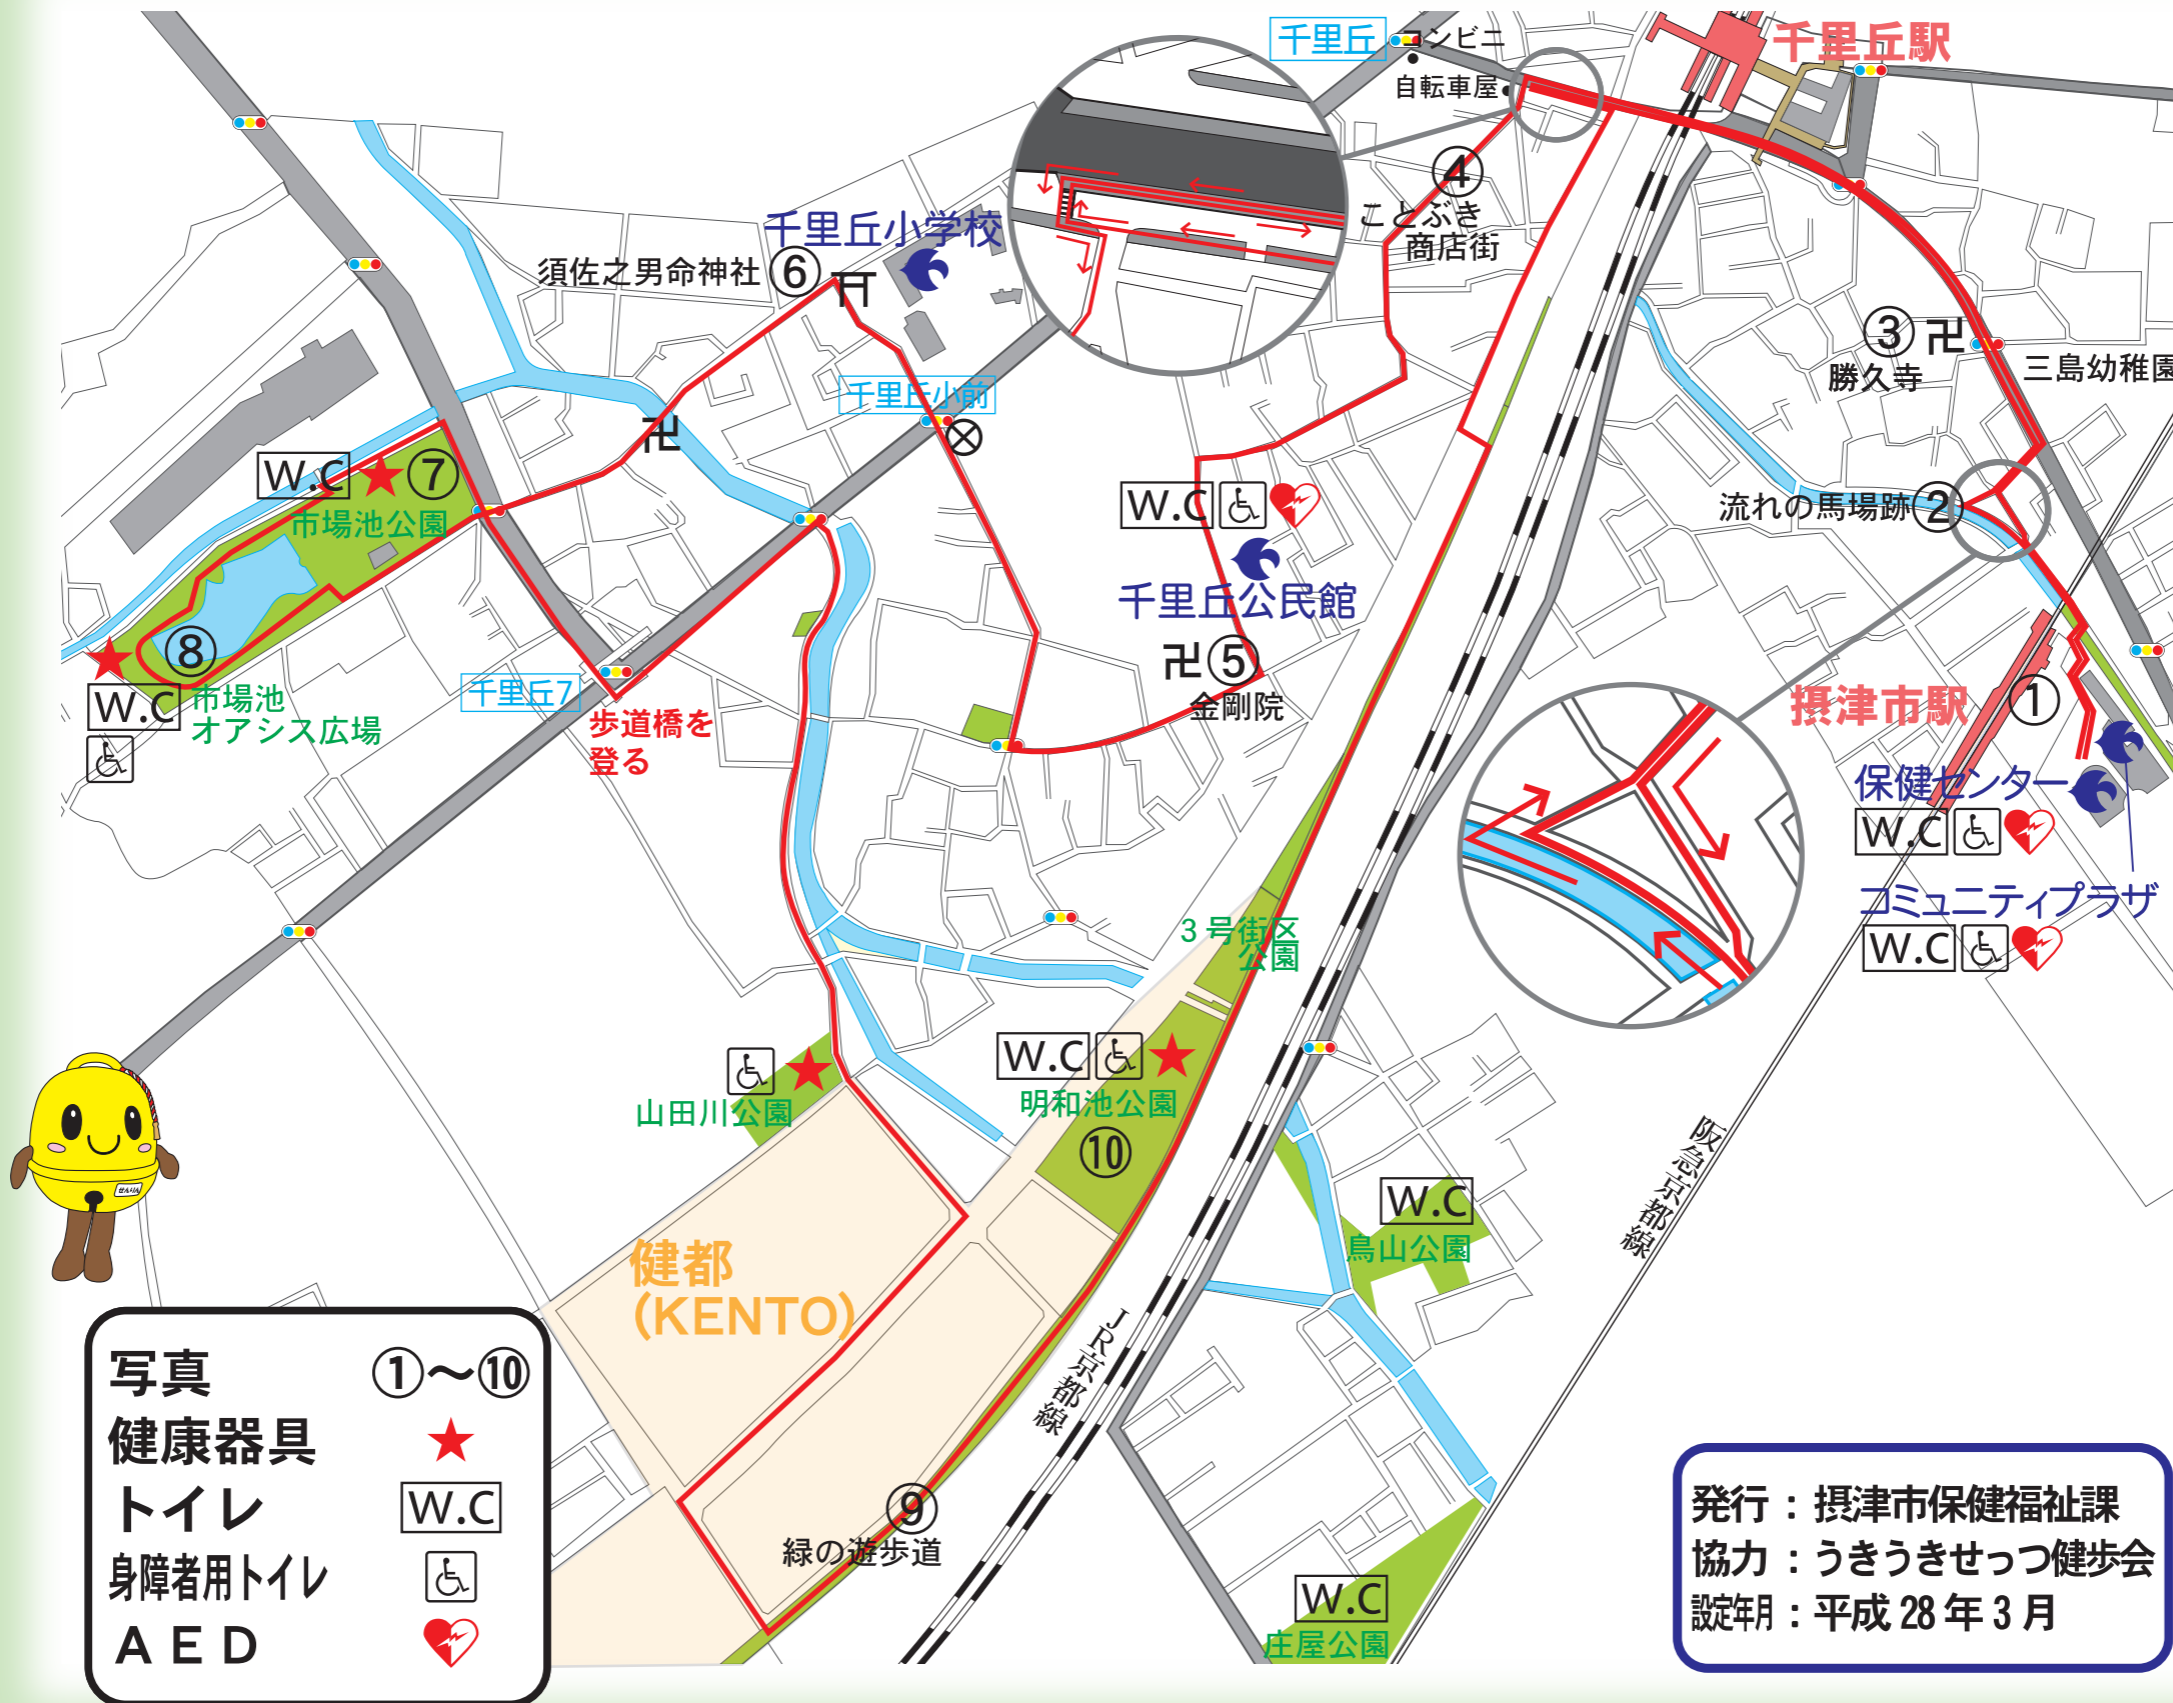 千里丘
コンビニ
自転車屋
千里丘駅
④
ことぶき
商店街
千里丘小学校
須佐之男命神社
⑥
千里丘小前
③
勝久寺
三島幼稚園
W.C
⑦
市場池公園
W.C
千里丘公民館
流れの馬場跡
②
⑤
金剛院
⑧
W.C
市場池
オアシス広場
千里丘7
歩道橋を
登る
摂津市駅
①
保健センター
W.C
コミュニティプラザ
W.C
3号街区
公園
山田川公園
W.C
明和池公園
⑩
W.C
鳥山公園
阪急京都線
JR京都線
せんりん
健都
(KENTO)
⑨
緑の遊歩道
W.C
庄屋公園
写真 ①～⑩
健康器具 ★
トイレ W.C
身障者用トイレ
AED
発行：摂津市保健福祉課
協力：うきうきせっつ健歩会
設定年月：平成28年3月